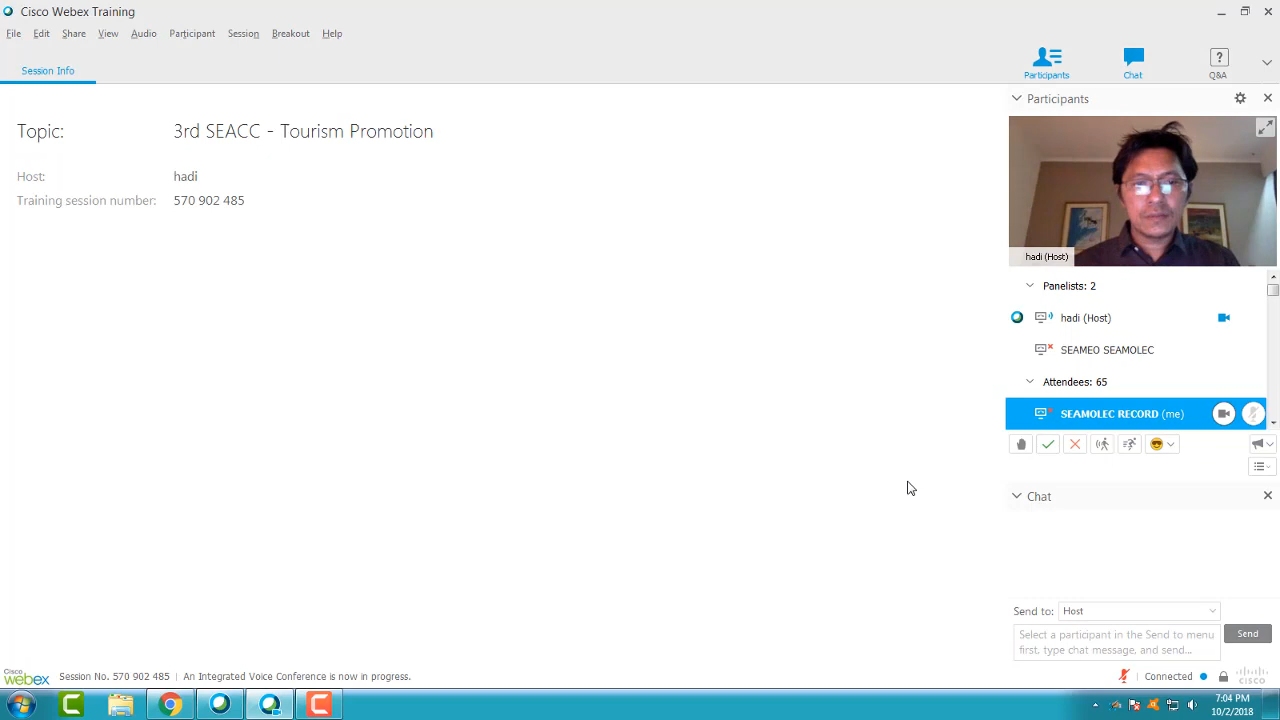 Cisco Webex Training
File Edit Share View Audio Participant Session Breakout Help
Participants Chat Q&A
Session Info
Participants
Topic: 3rd SEACC - Tourism Promotion
Host: hadi
Training session number: 570 902 485
hadi (Host)
Panelists: 2
hadi (Host)
SEAMEO SEAMOLEC
Attendees: 65
SEAMOLEC RECORD (me)
Chat
Send to: Host
Select a participant in the Send to menu
first, type chat message, and send...
Send
Cisco webex Session No. 570 902 485 | An Integrated Voice Conference is now in progress. Connected cisco
7:04 PM
10/2/2018